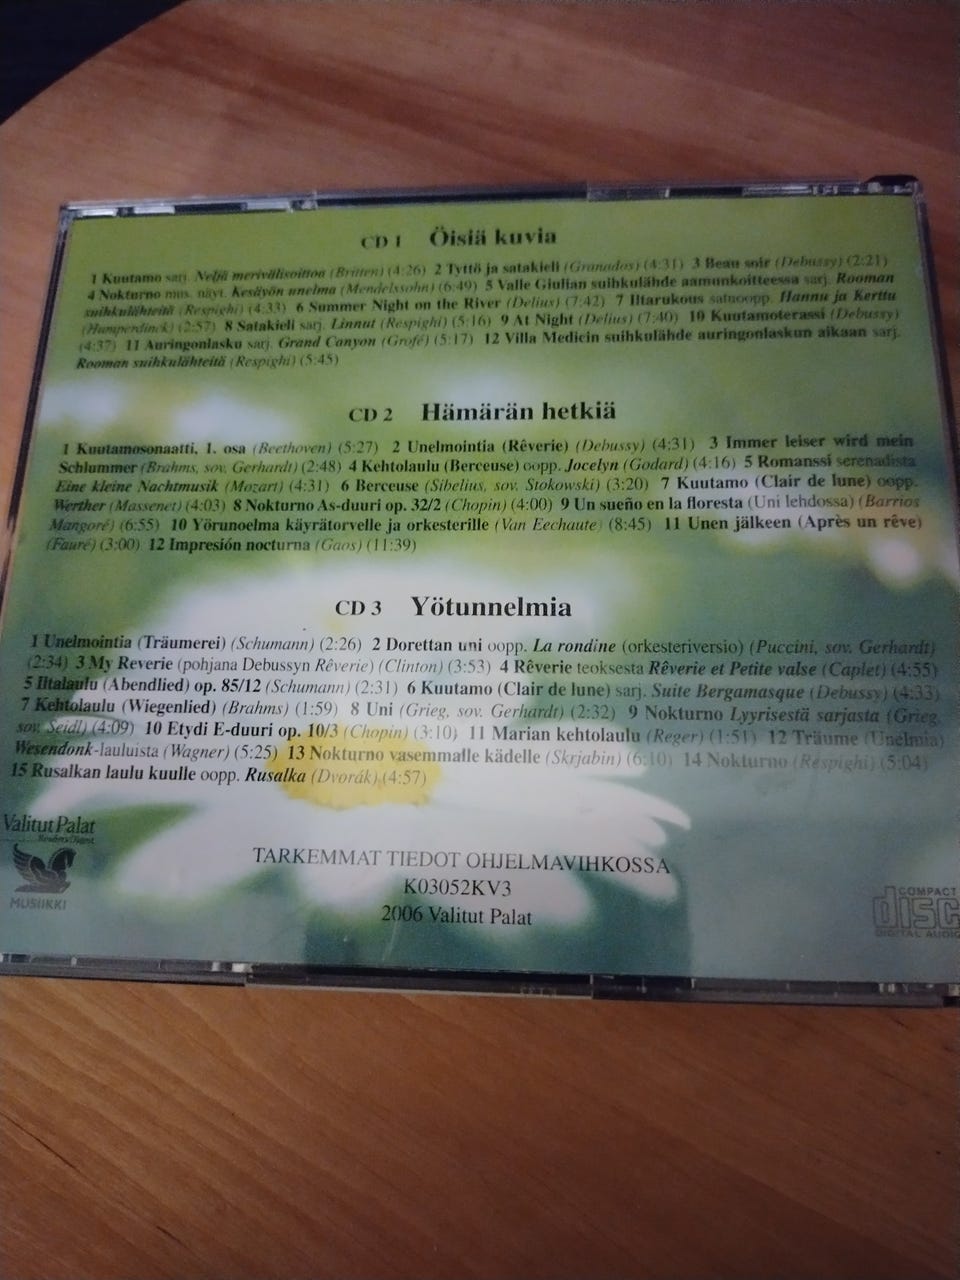 CD 1 Öisiä kuvia
1 Kuutamo sarj. Neljä merivälisoittoa (Britten) (4:26) 2 Tyttö ja satakieli (Granados) (4:31) 3 Beau soir (Debussy) (2:21)
4 Nokturno mus. näyt. Kesäyön unelma (Mendelssohn) (6:49) 5 Valle Giulian suihkulähde aamunkoitteessa sarj. Rooman
suihkulähteitä (Respighi) (4:33) 6 Summer Night on the River (Delius) (7:42) 7 Iltarukous satuoopp. Hannu ja Kerttu
(Humperdinck) (2:57) 8 Satakieli sarj. Linnut (Respighi) (5:16) 9 At Night (Delius) (7:40) 10 Kuutamoterassi (Debussy)
(4:37) 11 Auringonlasku sarj. Grand Canyon (Grofé) (5:17) 12 Villa Medicin suihkulähde auringonlaskun aikaan sarj.
Rooman suihkulähteitä (Respighi) (5:45)
CD 2 Hämärän hetkiä
1 Kuutamosonaatti, 1. osa (Beethoven) (5:27) 2 Unelmointia (Rêverie) (Debussy) (4:31) 3 Immer leiser wird mein
Schlummer (Brahms, sov. Gerhardt) (2:48) 4 Kehtolaulu (Berceuse) oopp. Jocelyn (Godard) (4:16) 5 Romanssi serenadista
Eine kleine Nachtmusik (Mozart) (4:31) 6 Berceuse (Sibelius, sov. Stokowski) (3:20) 7 Kuutamo (Clair de lune) oopp.
Werther (Massenet) (4:03) 8 Nokturno As-duuri op. 32/2 (Chopin) (4:00) 9 Un sueño en la floresta (Uni lehdossa) (Barrios
Mangoré) (6:55) 10 Yörunoelma käyrätorvelle ja orkesterille (Van Eechaute) (8:45) 11 Unen jälkeen (Après un rêve)
(Fauré) (3:00) 12 Impresión nocturna (Gaos) (11:39)
CD 3 Yötunnelmia
1 Unelmointia (Träumerei) (Schumann) (2:26) 2 Dorettan uni oopp. La rondine (orkesteriversio) (Puccini, sov. Gerhardt)
(2:34) 3 My Reverie (pohjana Debussyn Rêverie) (Clinton) (3:53) 4 Rêverie teoksesta Rêverie et Petite valse (Caplet) (4:55)
5 Iltalaulu (Abendlied) op. 85/12 (Schumann) (2:31) 6 Kuutamo (Clair de lune) sarj. Suite Bergamasque (Debussy) (4:33)
7 Kehtolaulu (Wiegenlied) (Brahms) (1:59) 8 Uni (Grieg, sov. Gerhardt) (2:32) 9 Nokturno Lyyrisestä sarjasta (Grieg,
sov. Seidl) (4:09) 10 Etydi E-duuri op. 10/3 (Chopin) (3:10) 11 Marian kehtolaulu (Reger) (1:51) 12 Träume (Unelmia)
Wesendonk-lauluista (Wagner) (5:25) 13 Nokturno vasemmalle kädelle (Skrjabin) (6:10) 14 Nokturno (Respighi) (5:04)
15 Rusalkan laulu kuulle oopp. Rusalka (Dvorák) (4:57)
Valitut Palat
Reader's Digest
MUSIIKKI
TARKEMMAT TIEDOT OHJELMAVIHKOSSA
K03052KV3
2006 Valitut Palat
COMPACT
disc
DIGITAL AUDIO